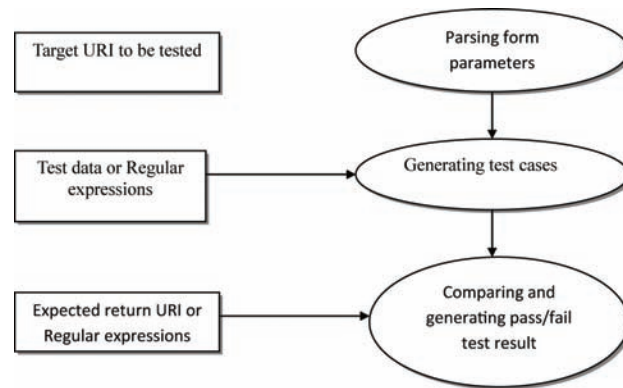 Target URI to be tested
Parsing form
parameters
Test data or Regular
expressions
Generating test cases
Expected return URI or
Regular expressions
Comparing and
generating pass/fail
test result